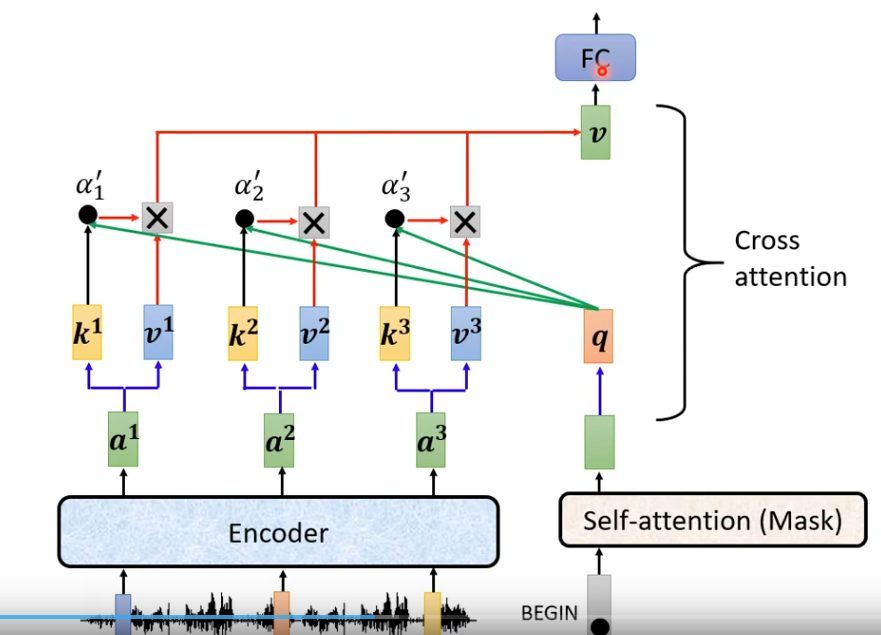 FC
v
α′₁
α′₂
α′₃
Cross
attention
k¹
v¹
k²
v²
k³
v³
q
a¹
a²
a³
Encoder
Self-attention (Mask)
BEGIN